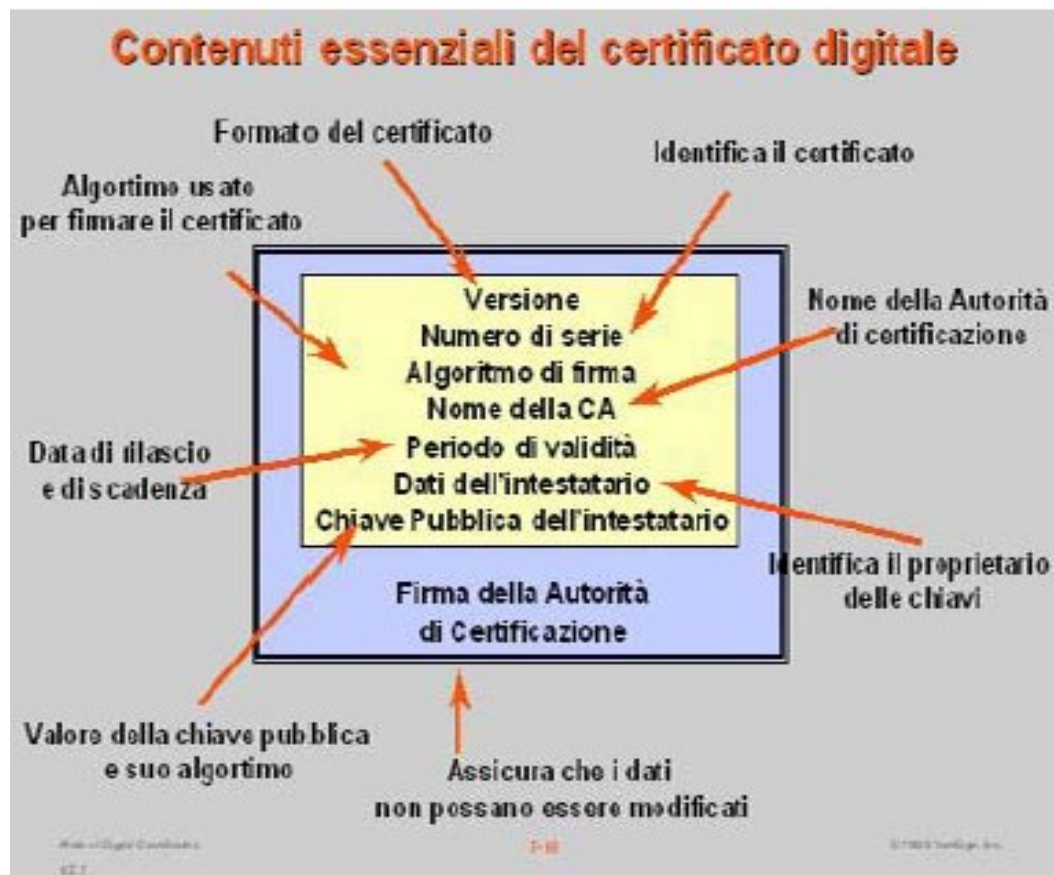 Contenuti essenziali del certificato digitale
Formato del certificato
Identifica il certificato
Algortimo usato
per firmare il certificato
Versione
Numero di serie
Algoritmo di firma
Nome della CA
Periodo di validità
Dati dell'intestatario
Chiave Pubblica dell'intestatario
Nome della Autorità
di certificazione
Data di rilascio
e di scadenza
Identifica il proprietario
delle chiavi
Firma della Autorità
di Certificazione
Valore della chiave pubblica
e suo algortimo
Assicura che i dati
non possano essere modificati